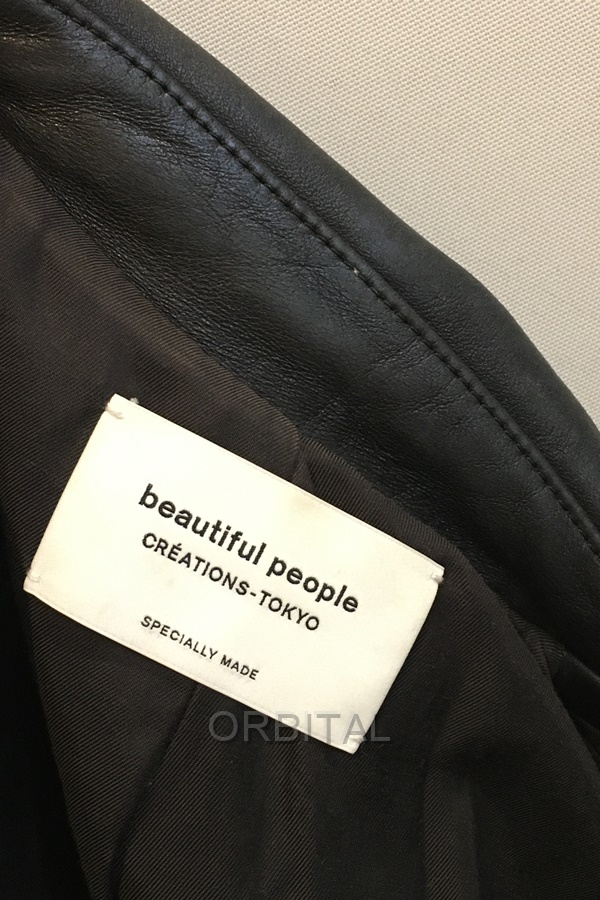 beautiful people
CRÉATIONS-TOKYO
SPECIALLY MADE
ORBITAL